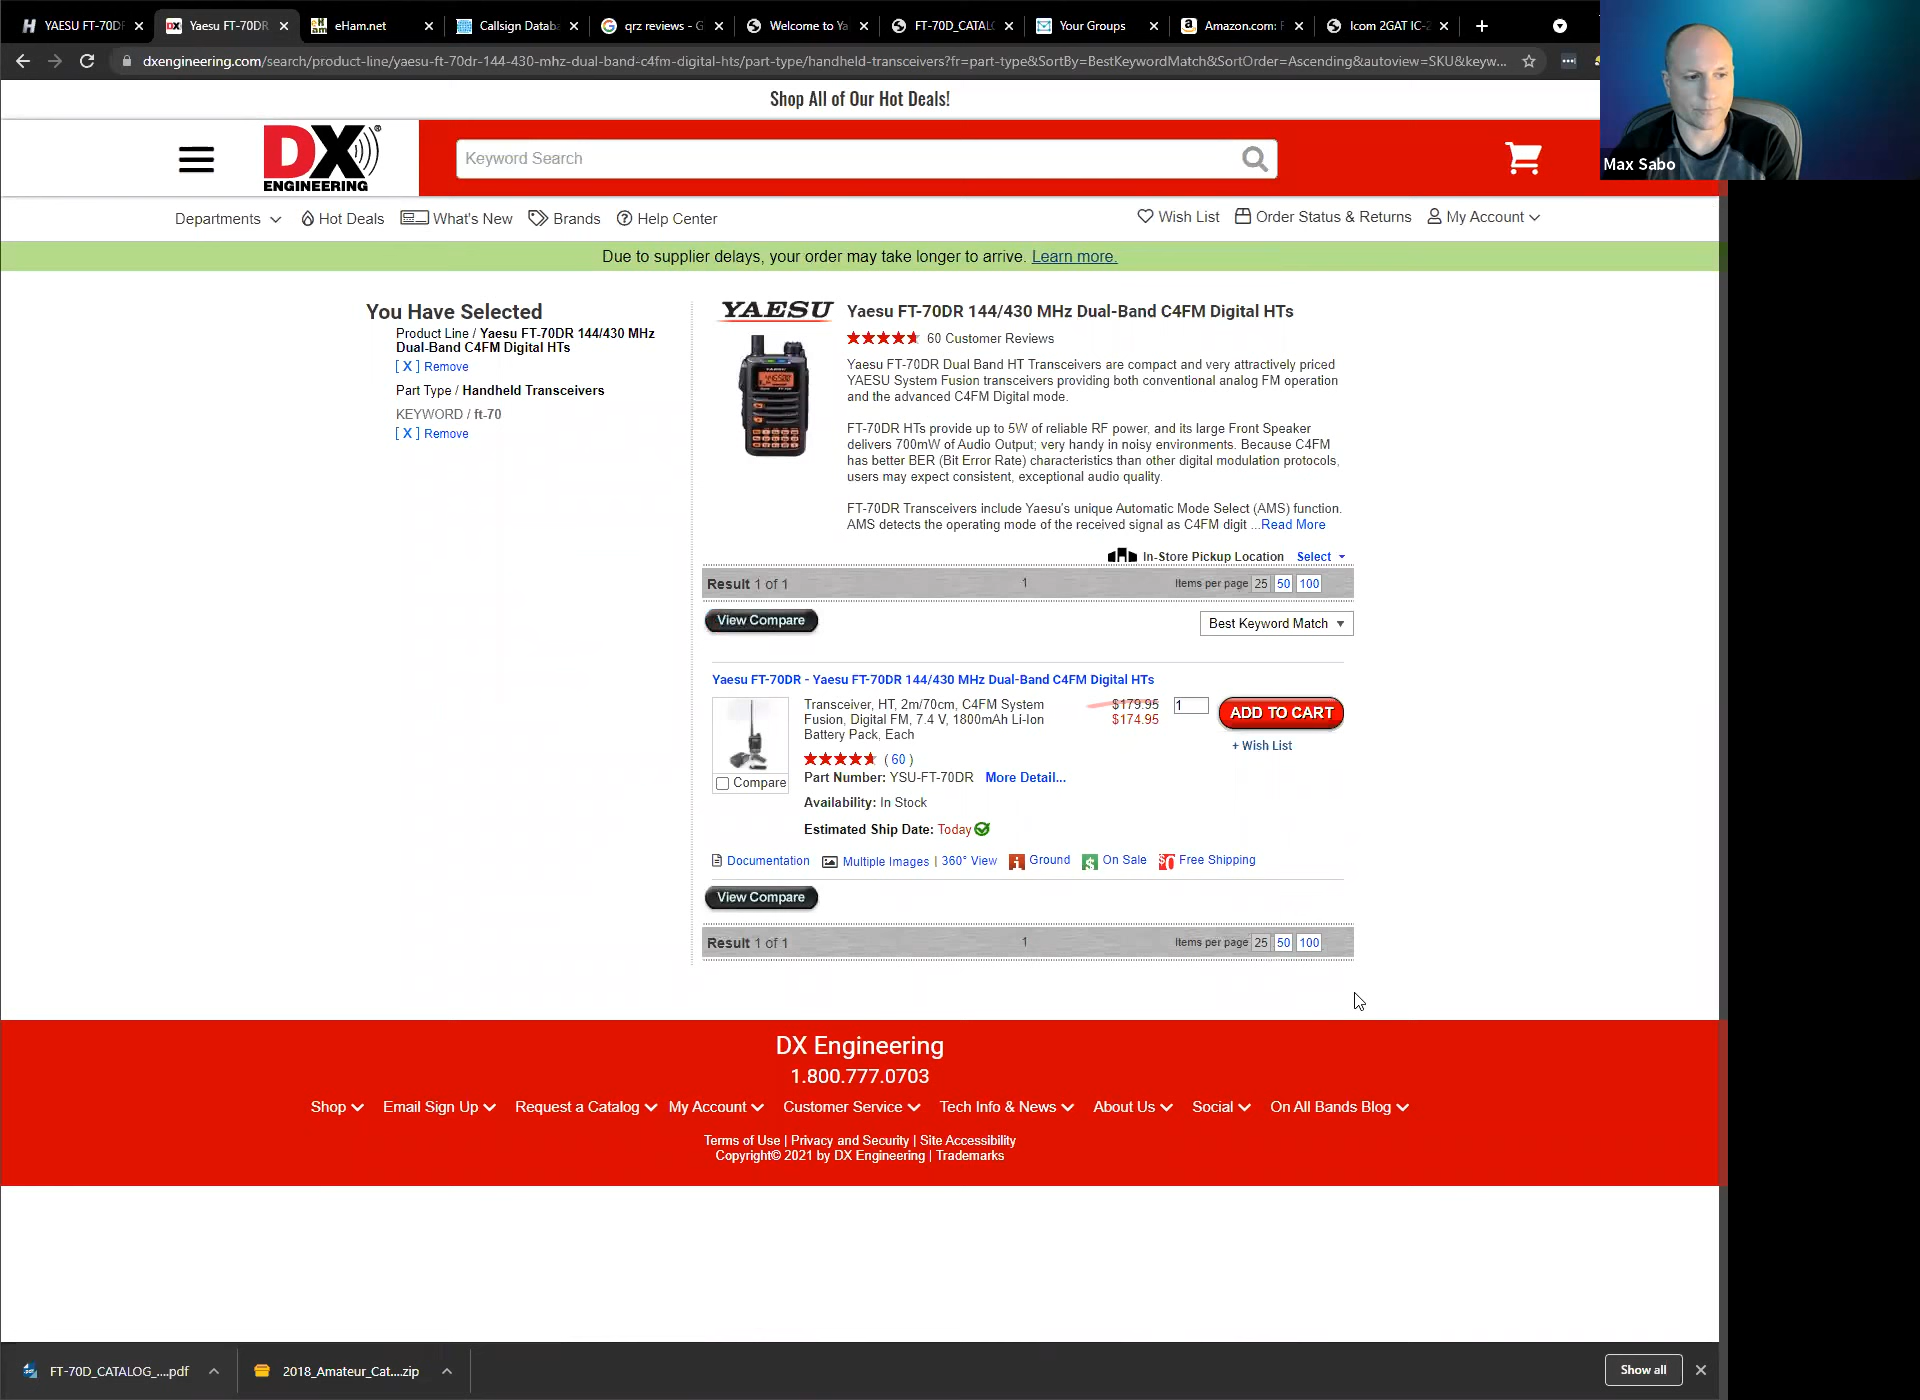 YAESU FT-70DR
Yaesu FT-70DR
eHam.net
Callsign Datab
qrz reviews - G
Welcome to Ya
FT-70D_CATAL
Your Groups
Amazon.com: F
Icom 2GAT IC-2
dxengineering.com/search/product-line/yaesu-ft-70dr-144-430-mhz-dual-band-c4fm-digital-hts/part-type/handheld-transceivers?fr=part-type&SortBy=BestKeywordMatch&SortOrder=Ascending&autoview=SKU&keyw...
Max Sabo
Shop All of Our Hot Deals!
DX ®
ENGINEERING
Keyword Search
Departments
Hot Deals
What's New
Brands
Help Center
Wish List
Order Status & Returns
My Account
Due to supplier delays, your order may take longer to arrive. Learn more.
You Have Selected
Product Line / Yaesu FT-70DR 144/430 MHz
Dual-Band C4FM Digital HTs
[ X ] Remove
Part Type / Handheld Transceivers
KEYWORD / ft-70
[ X ] Remove
YAESU
Yaesu FT-70DR 144/430 MHz Dual-Band C4FM Digital HTs
60 Customer Reviews
Yaesu FT-70DR Dual Band HT Transceivers are compact and very attractively priced
YAESU System Fusion transceivers providing both conventional analog FM operation
and the advanced C4FM Digital mode.
FT-70DR HTs provide up to 5W of reliable RF power, and its large Front Speaker
delivers 700mW of Audio Output; very handy in noisy environments. Because C4FM
has better BER (Bit Error Rate) characteristics than other digital modulation protocols,
users may expect consistent, exceptional audio quality.
FT-70DR Transceivers include Yaesu's unique Automatic Mode Select (AMS) function.
AMS detects the operating mode of the received signal as C4FM digit ...Read More
In-Store Pickup Location Select
Result 1 of 1
1
Items per page 25 50 100
View Compare
Best Keyword Match
Yaesu FT-70DR - Yaesu FT-70DR 144/430 MHz Dual-Band C4FM Digital HTs
Transceiver, HT, 2m/70cm, C4FM System
Fusion, Digital FM, 7.4 V, 1800mAh Li-Ion
Battery Pack, Each
$179.95
$174.95
1
ADD TO CART
+ Wish List
( 60 )
Part Number: YSU-FT-70DR More Detail...
Compare
Availability: In Stock
Estimated Ship Date: Today
Documentation
Multiple Images | 360° View
Ground
On Sale
Free Shipping
View Compare
Result 1 of 1
1
Items per page 25 50 100
DX Engineering
1.800.777.0703
Shop
Email Sign Up
Request a Catalog
My Account
Customer Service
Tech Info & News
About Us
Social
On All Bands Blog
Terms of Use | Privacy and Security | Site Accessibility
Copyright© 2021 by DX Engineering | Trademarks
FT-70D_CATALOG_....pdf
2018_Amateur_Cat....zip
Show all